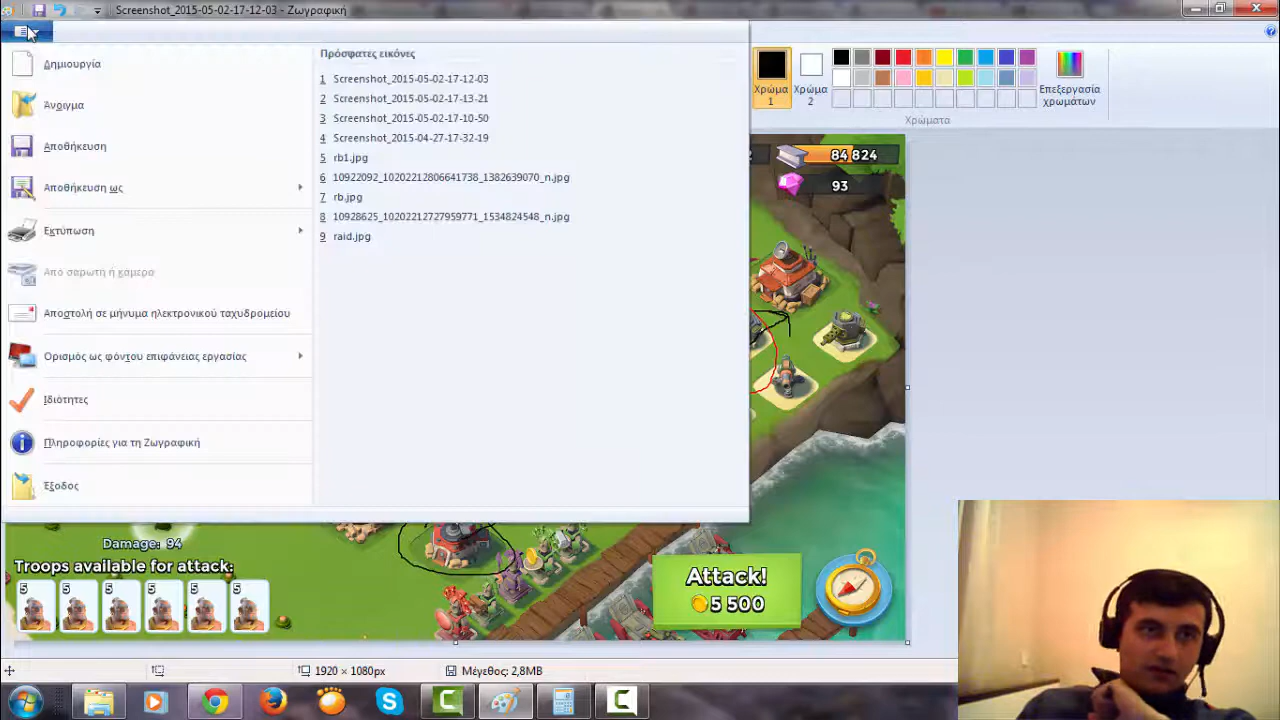 Screenshot_2015-05-02-17-12-03 - Ζωγραφική
Δημιουργία
Άνοιγμα
Αποθήκευση
Αποθήκευση ως
Εκτύπωση
Από σαρωτή ή κάμερα
Αποστολή σε μήνυμα ηλεκτρονικού ταχυδρομείου
Ορισμός ως φόντου επιφάνειας εργασίας
Ιδιότητες
Πληροφορίες για τη Ζωγραφική
Έξοδος
Πρόσφατες εικόνες
1 Screenshot_2015-05-02-17-12-03
2 Screenshot_2015-05-02-17-13-21
3 Screenshot_2015-05-02-17-10-50
4 Screenshot_2015-04-27-17-32-19
5 rb1.jpg
6 10922092_10202212806641738_1382639070_n.jpg
7 rb.jpg
8 10928625_10202212727959771_1534824548_n.jpg
9 raid.jpg
Χρώμα 1
Χρώμα 2
Επεξεργασία χρωμάτων
Χρώματα
84 824
93
Damage: 94
Troops available for attack:
5 5 5 5 5 5
Attack!
5 500
1920 × 1080px
Μέγεθος: 2,8MB